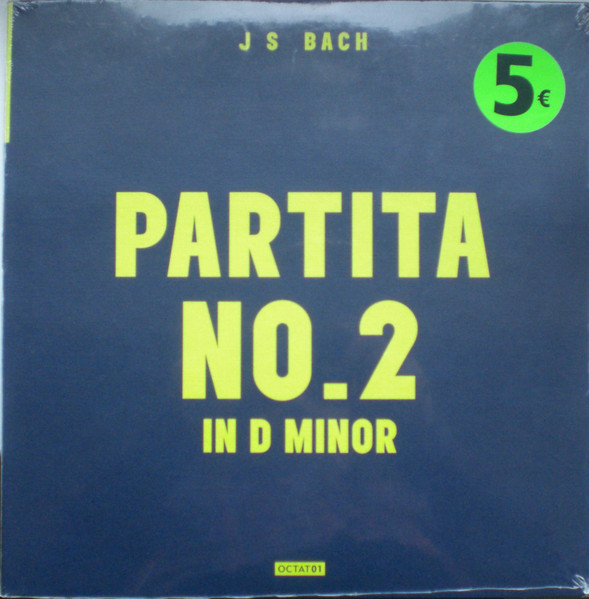 J S BACH
5€
PARTITA
NO.2
IN D MINOR
OCTAT01